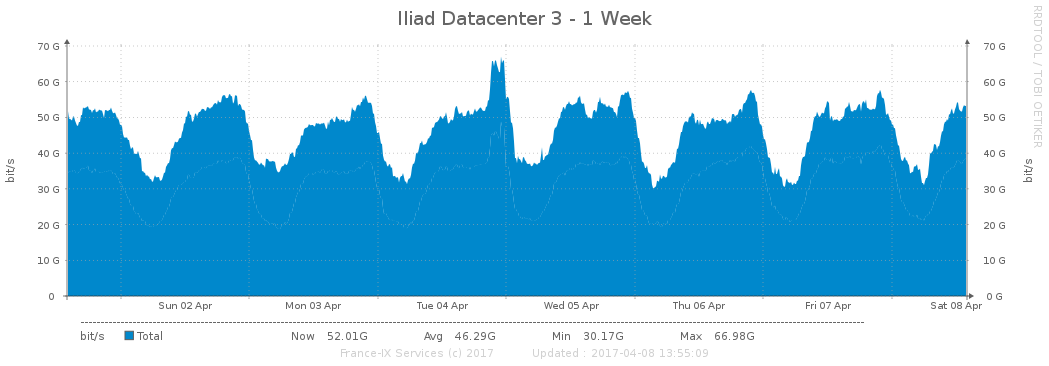 Iliad Datacenter 3 - 1 Week
RRDTOOL / TOBI OETIKER
70 G 70 G
60 G 60 G
50 G 50 G
40 G 40 G
30 G 30 G
20 G 20 G
10 G 10 G
0 0 G
bit/s bit/s
Sun 02 Apr Mon 03 Apr Tue 04 Apr Wed 05 Apr Thu 06 Apr Fri 07 Apr Sat 08 Apr
bit/s Total Now 52.01G Avg 46.29G Min 30.17G Max 66.98G
France-IX Services (c) 2017 Updated : 2017-04-08 13:55:09